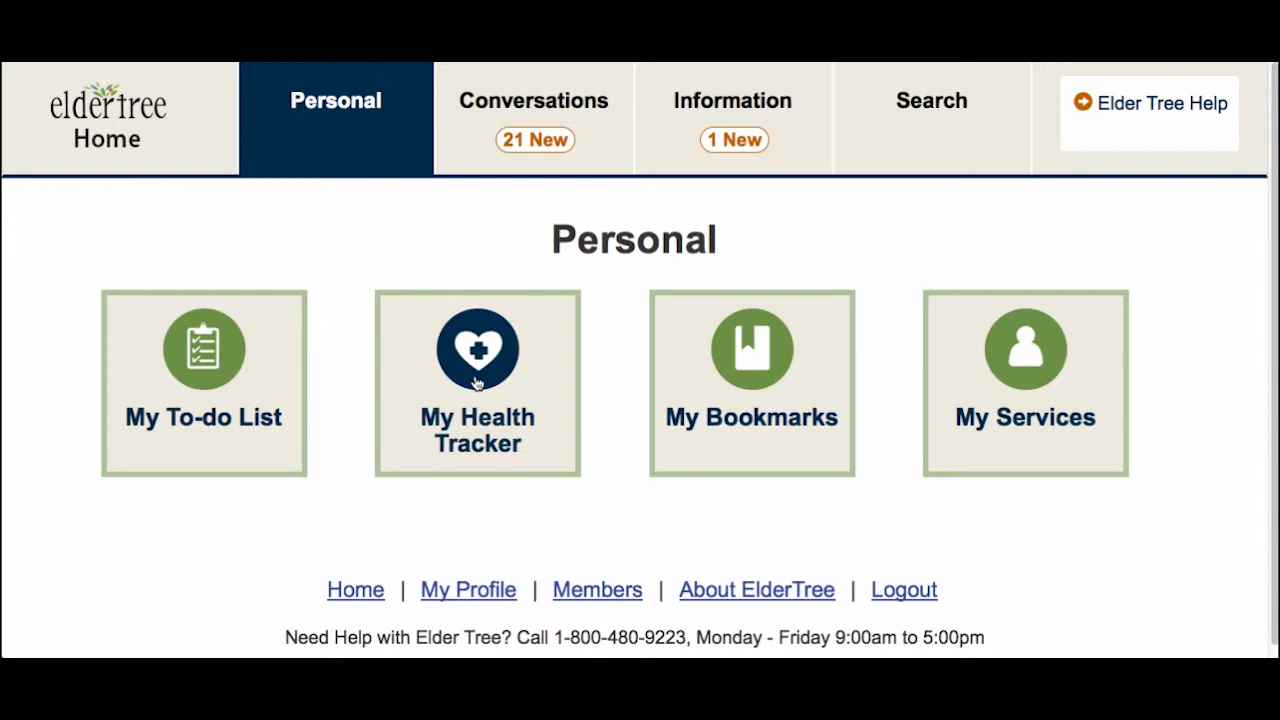 eldertree
Home
Personal
Conversations
21 New
Information
1 New
Search
Elder Tree Help
Personal
My To-do List
My Health
Tracker
My Bookmarks
My Services
Home | My Profile | Members | About ElderTree | Logout
Need Help with Elder Tree? Call 1-800-480-9223, Monday - Friday 9:00am to 5:00pm